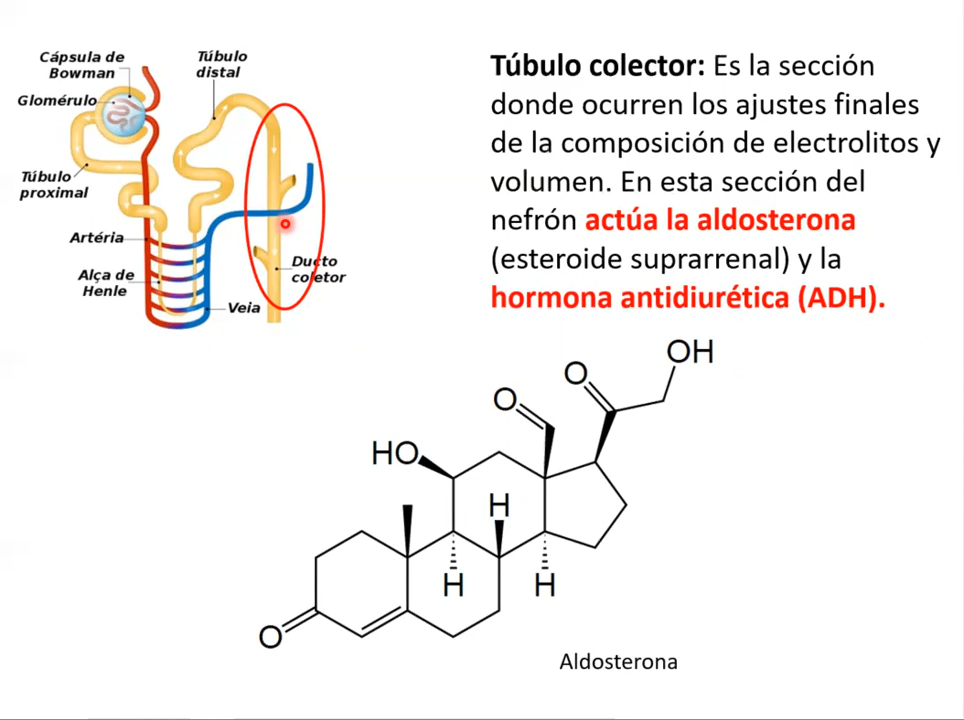 Cápsula de
Bowman
Túbulo
distal
Glomérulo
Túbulo
proximal
Artéria
Alça de
Henle
Ducto
coletor
Veia
Túbulo colector: Es la sección
donde ocurren los ajustes finales
de la composición de electrolitos y
volumen. En esta sección del
nefrón actúa la aldosterona
(esteroide suprarrenal) y la
hormona antidiurética (ADH).
OH
O
O
HO
H
H
H
O
Aldosterona